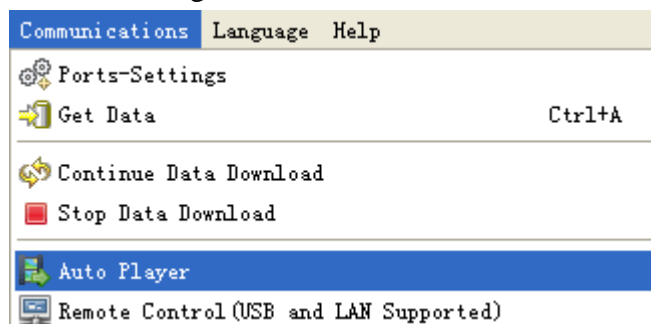 Communications Language Help
Ports-Settings
Get Data Ctrl+A
Continue Data Download
Stop Data Download
Auto Player
Remote Control(USB and LAN Supported)